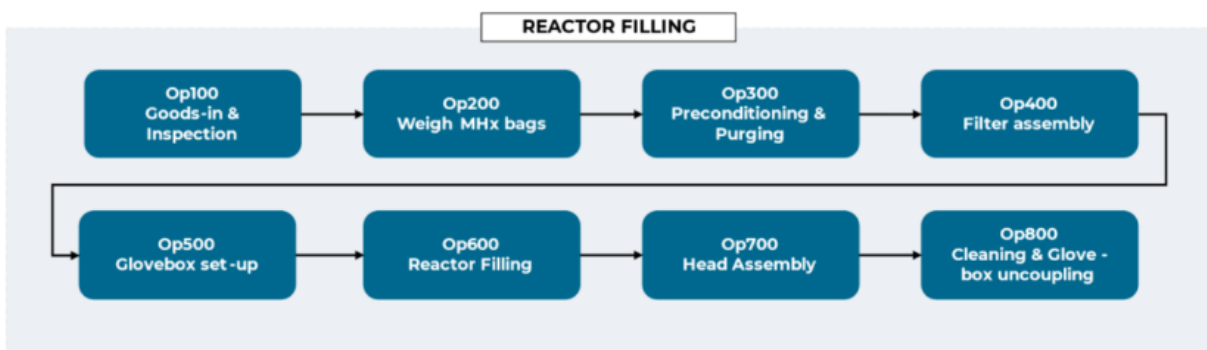 REACTOR FILLING
Op100
Goods-in &
Inspection
Op200
Weigh MHx bags
Op300
Preconditioning &
Purging
Op400
Filter assembly
Op500
Glovebox set-up
Op600
Reactor Filling
Op700
Head Assembly
Op800
Cleaning & Glove -
box uncoupling